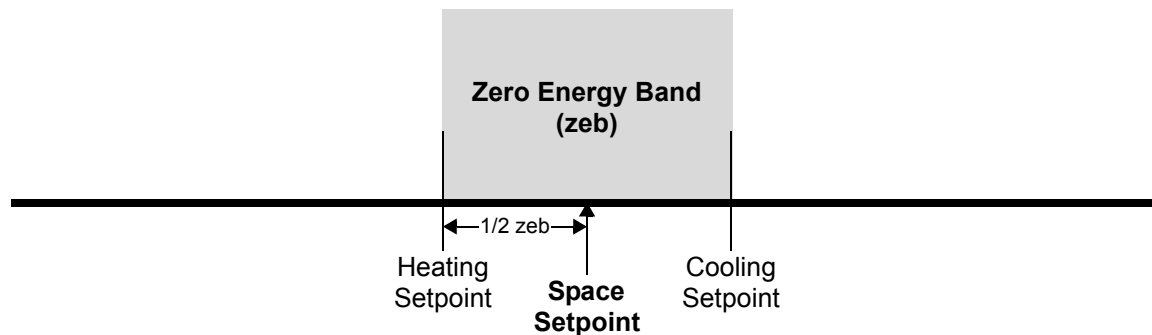 Zero Energy Band
(zeb)
1/2 zeb
Heating
Setpoint
Space
Setpoint
Cooling
Setpoint